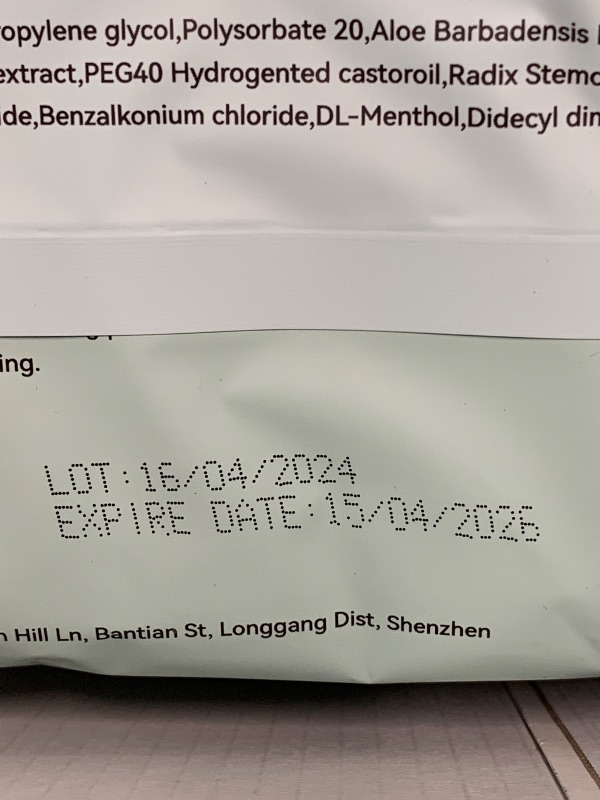 opylene glycol,Polysorbate 20,Aloe Barbadensis
extract,PEG40 Hydrogented castoroil,Radix Stemo
ide,Benzalkonium chloride,DL-Menthol,Didecyl dim
ing.
LOT:16/04/2024
EXPIRE DATE:15/04/2026
n Hill Ln, Bantian St, Longgang Dist, Shenzhen